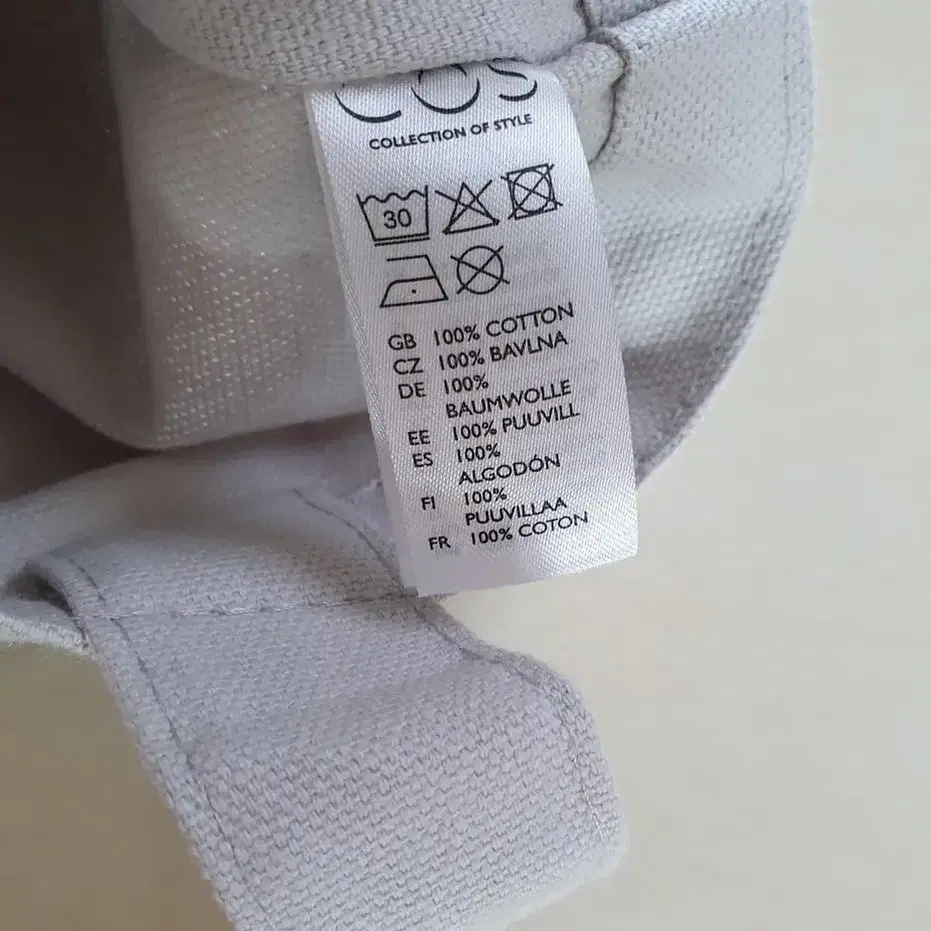 COS
COLLECTION OF STYLE
30
GB 100% COTTON
CZ 100% BAVLNA
DE 100%
BAUMWOLLE
EE 100% PUUVILL
ES 100%
ALGODÓN
FI 100%
PUUVILLAA
FR 100% COTON